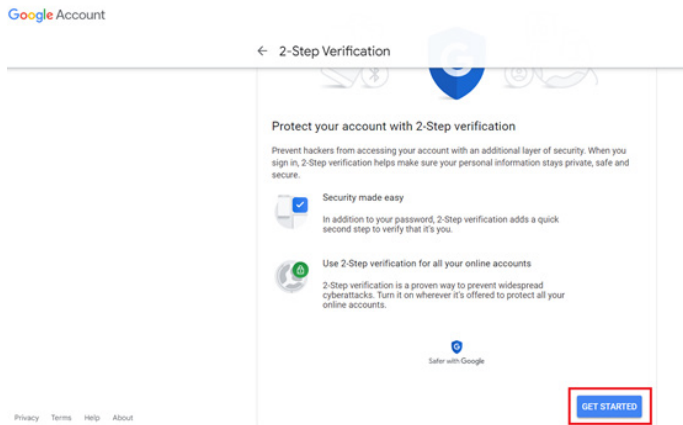 Google Account
← 2-Step Verification
Protect your account with 2-Step verification
Prevent hackers from accessing your account with an additional layer of security. When you
sign in, 2-Step verification helps make sure your personal information stays private, safe and
secure.
Security made easy
In addition to your password, 2-Step verification adds a quick
second step to verify that it's you.
Use 2-Step verification for all your online accounts
2-Step verification is a proven way to prevent widespread
cyberattacks. Turn it on wherever it's offered to protect all your
online accounts.
G
Safer with Google
GET STARTED
Privacy Terms Help About